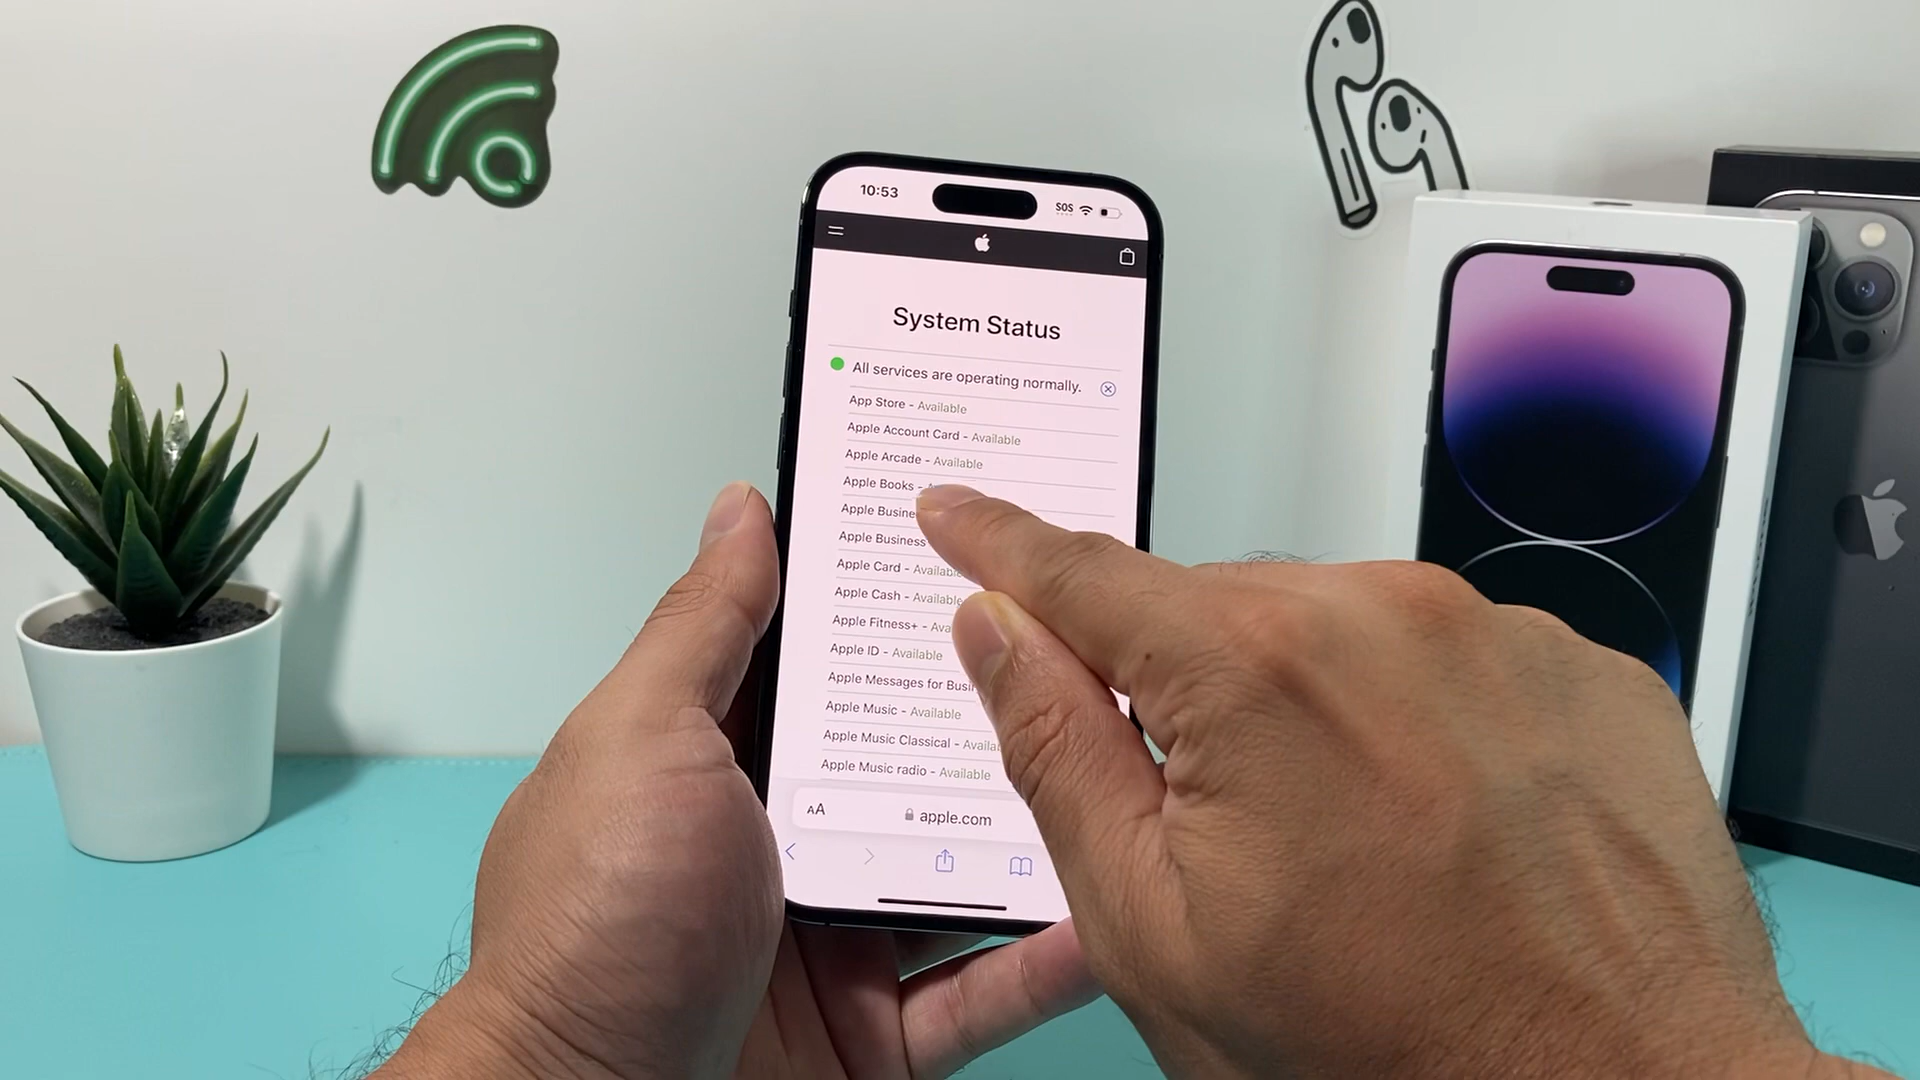 10:53
SOS
System Status
All services are operating normally.
App Store - Available
Apple Account Card - Available
Apple Arcade - Available
Apple Books -
Apple
Apple Business
Apple Card - Available
Apple Cash - Available
Apple Fitness+ -
Apple ID - Available
Apple Messages for
Apple Music - Available
Apple Music Classical -
Apple Music radio - Available
AA
apple.com